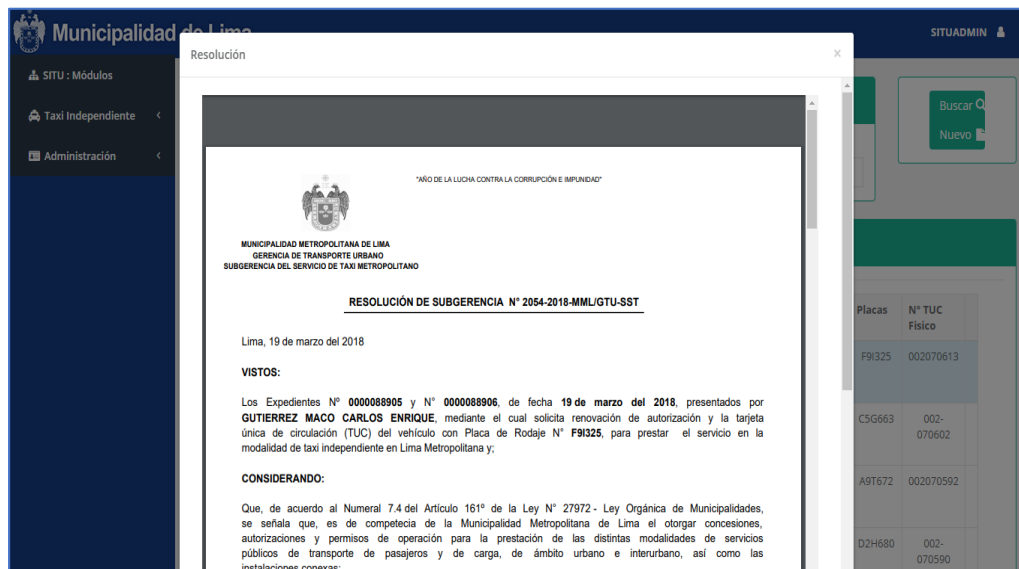 Municipalidad de Lima
SITUADMIN
Resolución
×
SITU : Módulos
Taxi Independiente
Administración
Buscar
Nuevo
"AÑO DE LA LUCHA CONTRA LA CORRUPCIÓN E IMPUNIDAD"
MUNICIPALIDAD METROPOLITANA DE LIMA
GERENCIA DE TRANSPORTE URBANO
SUBGERENCIA DEL SERVICIO DE TAXI METROPOLITANO
RESOLUCIÓN DE SUBGERENCIA N° 2054-2018-MML/GTU-SST
Lima, 19 de marzo del 2018
VISTOS:
Los Expedientes Nº 0000088905 y N° 0000088906, de fecha 19 de marzo del 2018, presentados por
GUTIERREZ MACO CARLOS ENRIQUE, mediante el cual solicita renovación de autorización y la tarjeta
única de circulación (TUC) del vehículo con Placa de Rodaje N° F9I325, para prestar el servicio en la
modalidad de taxi independiente en Lima Metropolitana y;
CONSIDERANDO:
Que, de acuerdo al Numeral 7.4 del Artículo 161º de la Ley N° 27972 - Ley Orgánica de Municipalidades,
se señala que, es de competecia de la Municipalidad Metropolitana de Lima el otorgar concesiones,
autorizaciones y permisos de operación para la prestación de las distintas modalidades de servicios
públicos de transporte de pasajeros y de carga, de ámbito urbano e interurbano, así como las
instalaciones conexas;
Placas N° TUC
Fisico
F9I325 002070613
C5G663 002-
070602
A9T672 002070592
D2H680 002-
070590